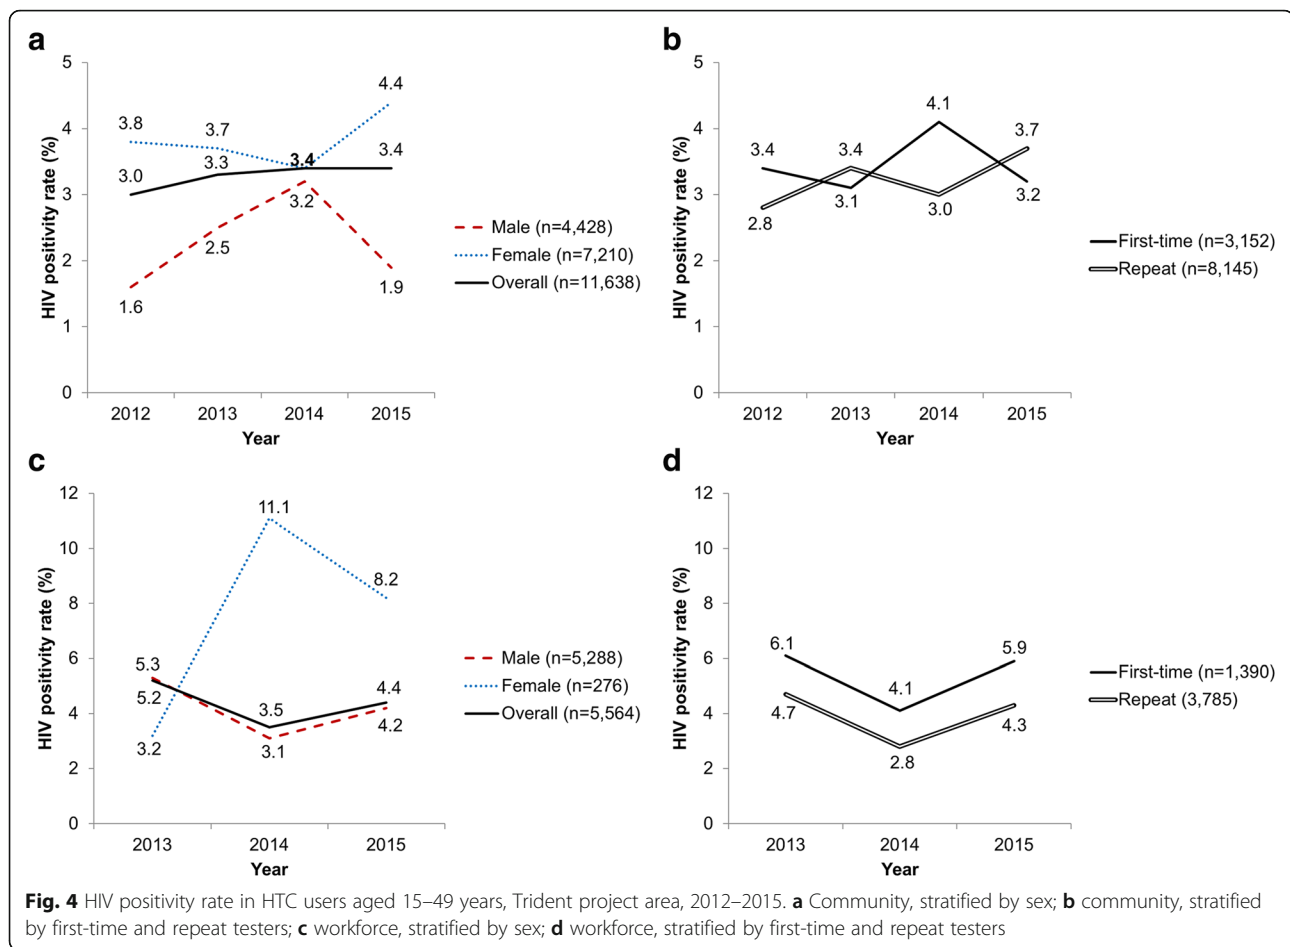 a
HIV positivity rate (%)
5
4
3
2
1
0
3.8
3.7
3.4
4.4
3.0
3.3
3.4
3.4
1.6
2.5
3.2
1.9
2012 2013 2014 2015
Year
Male (n=4,428)
Female (n=7,210)
Overall (n=11,638)
b
HIV positivity rate (%)
5
4
3
2
1
0
3.4
3.1
4.1
3.2
2.8
3.4
3.0
3.7
2012 2013 2014 2015
Year
First-time (n=3,152)
Repeat (n=8,145)
c
HIV positivity rate (%)
12
10
8
6
4
2
0
5.3
5.2
3.2
11.1
3.5
3.1
8.2
4.4
4.2
2013 2014 2015
Year
Male (n=5,288)
Female (n=276)
Overall (n=5,564)
d
HIV positivity rate (%)
12
10
8
6
4
2
0
6.1
4.1
5.9
4.7
2.8
4.3
2013 2014 2015
Year
First-time (n=1,390)
Repeat (3,785)
Fig. 4 HIV positivity rate in HTC users aged 15–49 years, Trident project area, 2012–2015. a Community, stratified by sex; b community, stratified
by first-time and repeat testers; c workforce, stratified by sex; d workforce, stratified by first-time and repeat testers